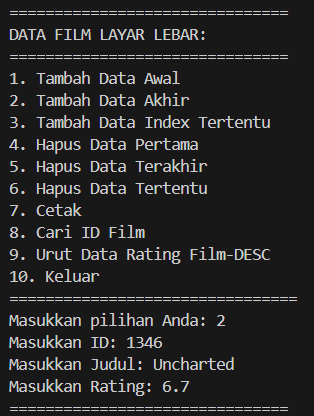 ===============================
DATA FILM LAYAR LEBAR:
===============================
1. Tambah Data Awal
2. Tambah Data Akhir
3. Tambah Data Index Tertentu
4. Hapus Data Pertama
5. Hapus Data Terakhir
6. Hapus Data Tertentu
7. Cetak
8. Cari ID Film
9. Urut Data Rating Film-DESC
10. Keluar
================================
Masukkan pilihan Anda: 2
Masukkan ID: 1346
Masukkan Judul: Uncharted
Masukkan Rating: 6.7
===============================